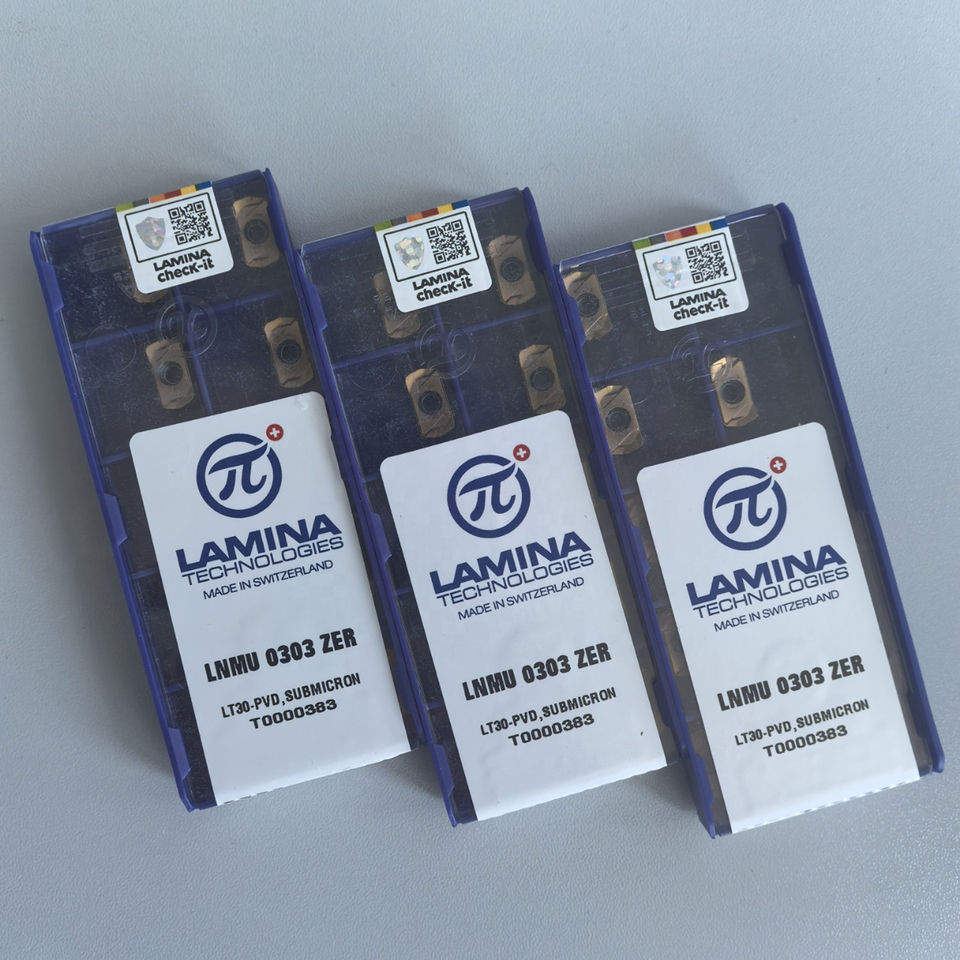 LAMINA
check-it
π
LAMINA
TECHNOLOGIES
MADE IN SWITZERLAND
LNMU 0303 ZER
LT30-PVD,SUBMICRON
T0000383
LAMINA
check-it
π
LAMINA
TECHNOLOGIES
MADE IN SWITZERLAND
LNMU 0303 ZER
LT30-PVD,SUBMICRON
T0000383
LAMINA
check-it
π
LAMINA
TECHNOLOGIES
MADE IN SWITZERLAND
LNMU 0303 ZER
LT30-PVD,SUBMICRON
T0000383